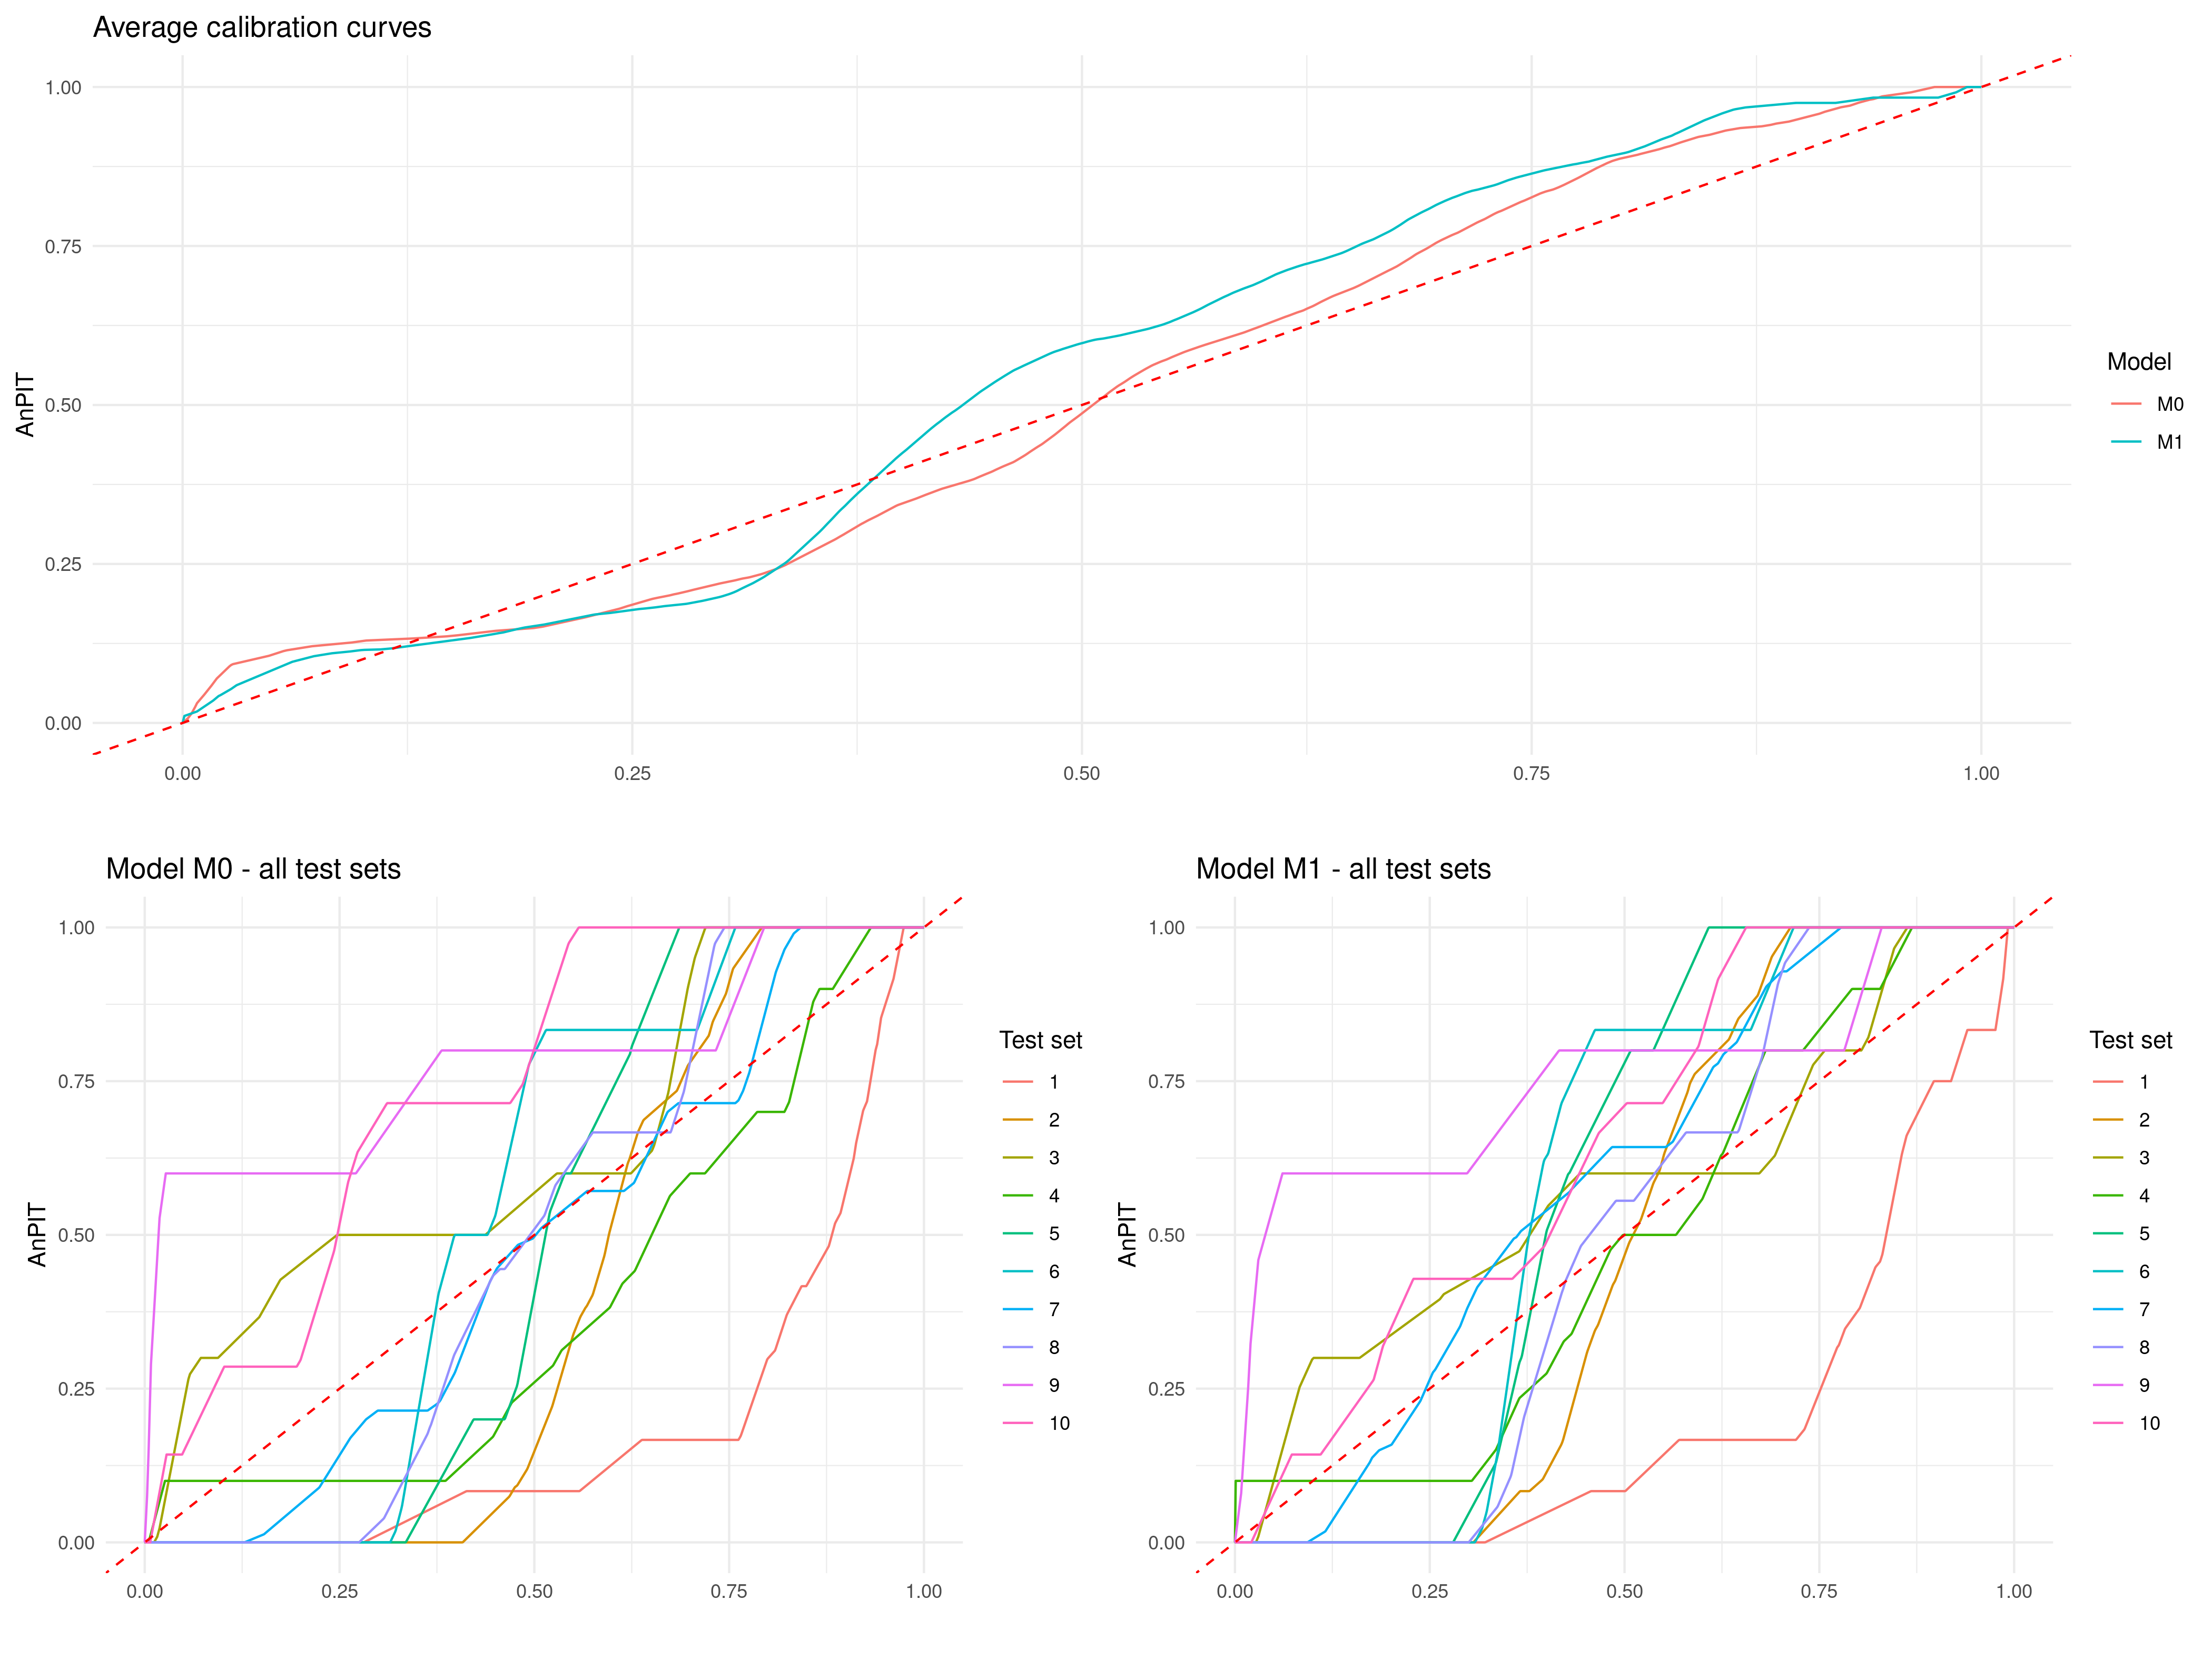 Average calibration curves
1.00
0.75
0.50
0.25
0.00
AnPIT
0.00 0.25 0.50 0.75 1.00
Model
M0
M1
Model M0 - all test sets
1.00
0.75
0.50
0.25
0.00
AnPIT
0.00 0.25 0.50 0.75 1.00
Test set
1
2
3
4
5
6
7
8
9
10
Model M1 - all test sets
1.00
0.75
0.50
0.25
0.00
AnPIT
0.00 0.25 0.50 0.75 1.00
Test set
1
2
3
4
5
6
7
8
9
10